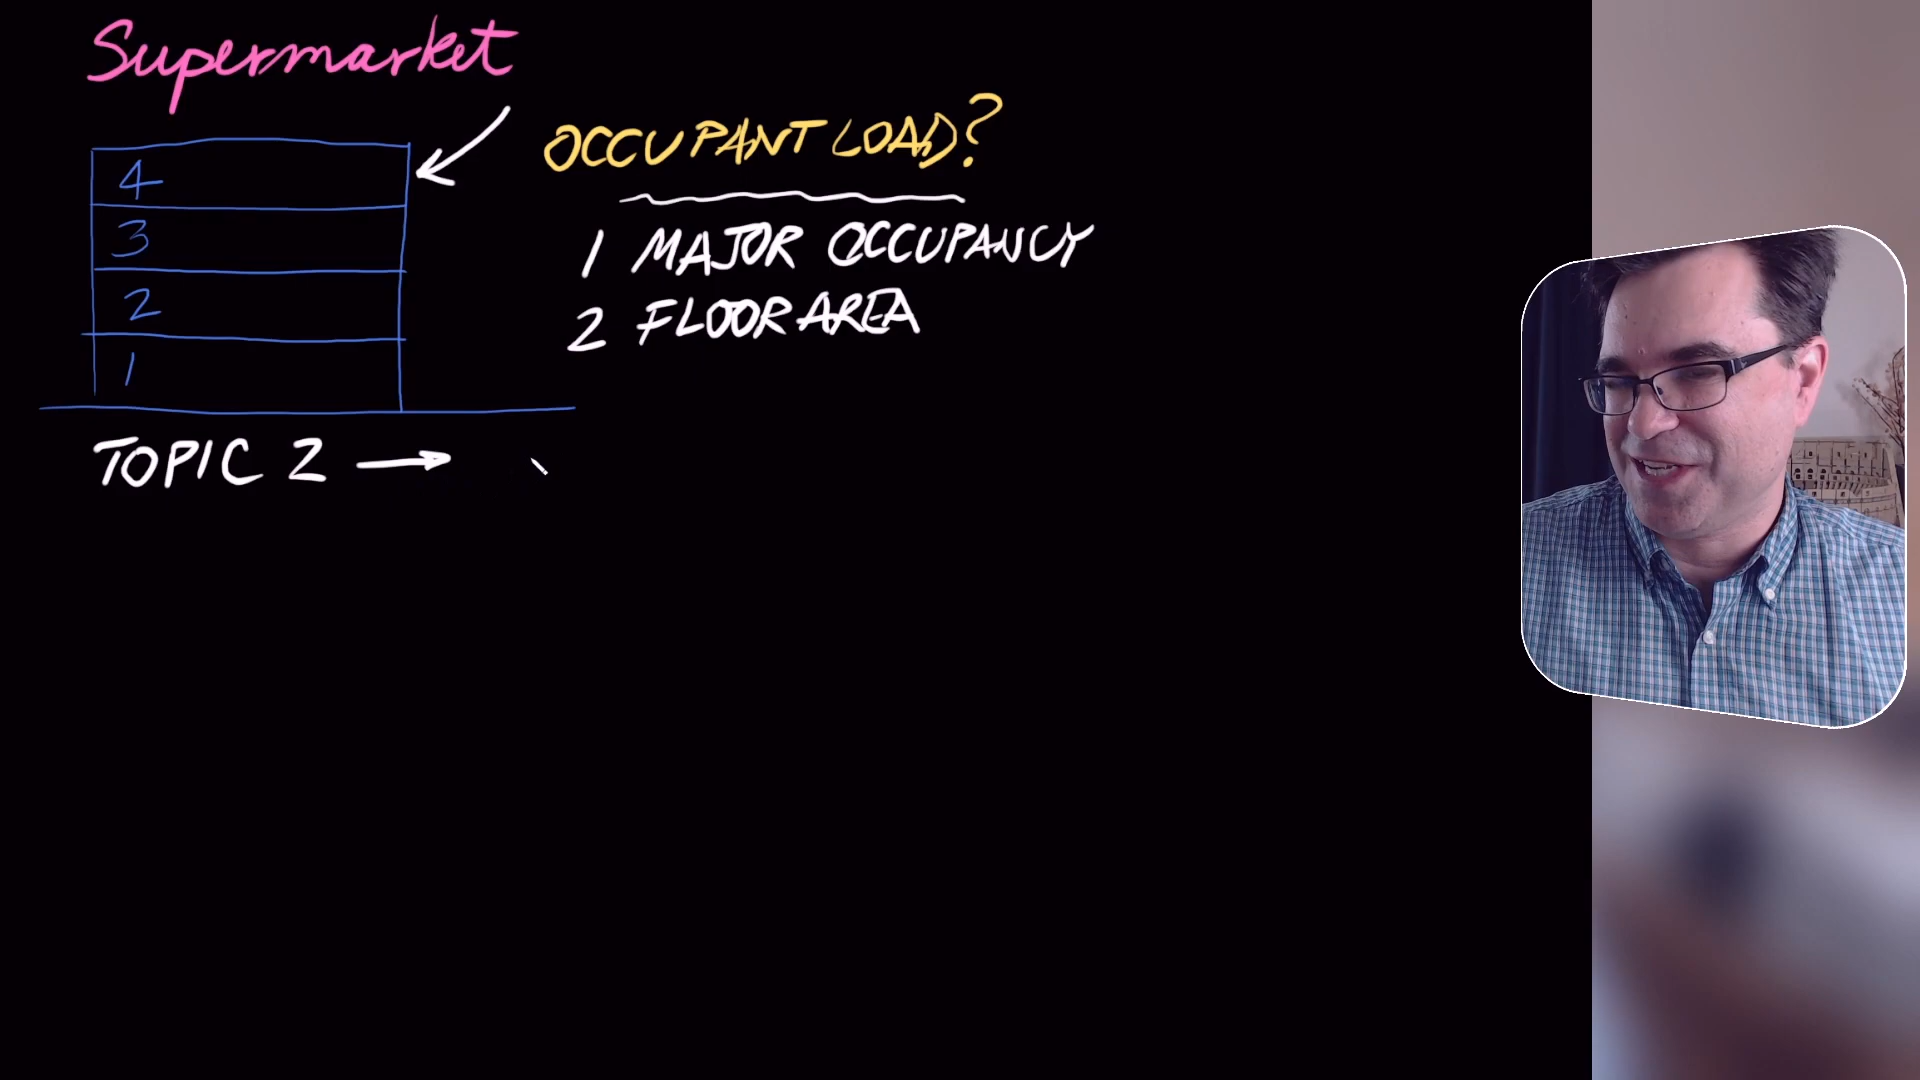 Supermarket
OCCUPANT LOAD?
4
3
2
1
1 MAJOR OCCUPANCY
2 FLOOR AREA
TOPIC 2 →